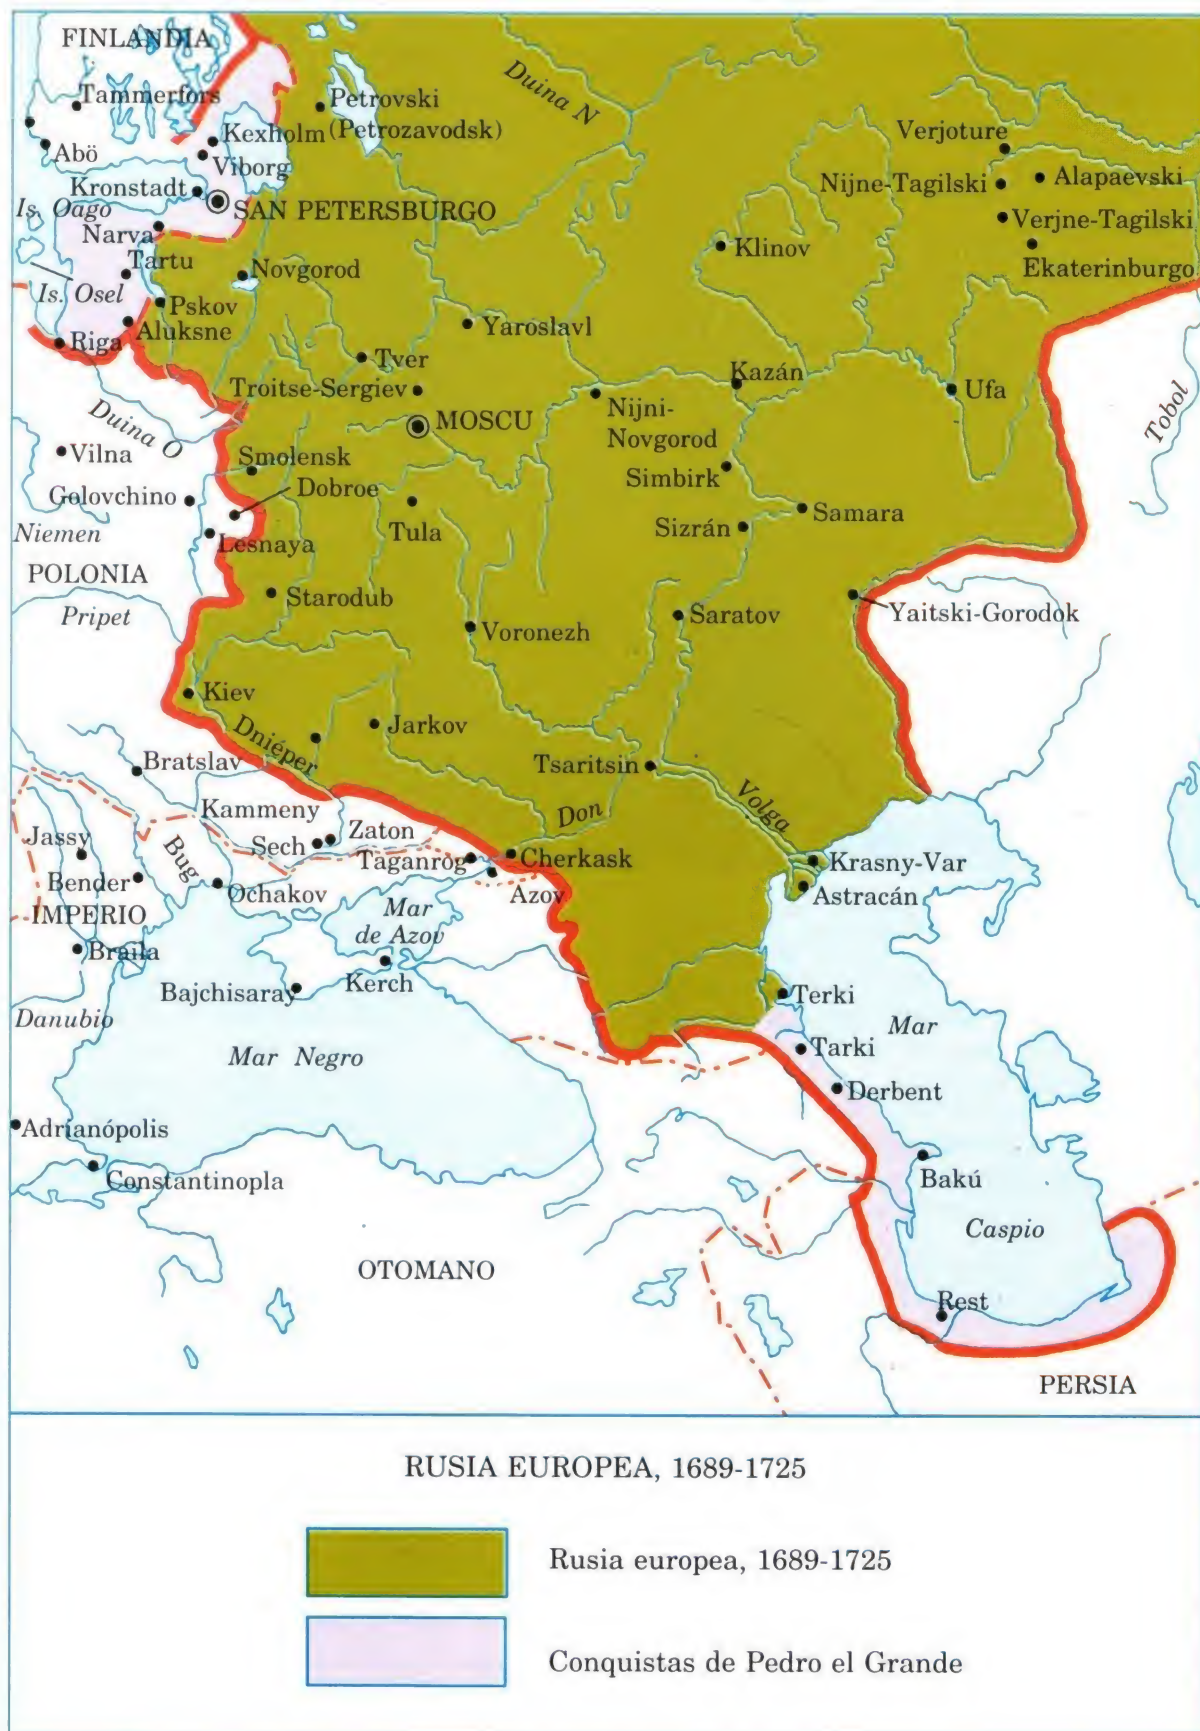 FINLANDIA
Tammerfors
Abö
Duina N
Petrovski
(Petrozavodsk)
Kexholm
Viborg
Kronstadt
SAN PETERSBURGO
Is. Oago
Narva
Tartu
Is. Osel
Novgorod
Pskov
Aluksne
Riga
Verjoture
Nijne-Tagilski
Alapaevski
Verjne-Tagilski
Ekaterinburgo
Klinov
Yaroslavl
Tver
Troitse-Sergiev
MOSCU
Kazán
Nijni-
Novgorod
Ufa
Tobol
Duina O
Vilna
Smolensk
Golovchino
Dobroe
Niemen
Lesnaya
Tula
Simbirk
Samara
Sizrán
POLONIA
Pripet
Starodub
Voronezh
Saratov
Yaitski-Gorodok
Kiev
Dniéper
Jarkov
Tsaritsin
Volga
Don
Bratslav
Kammeny
Sech
Zaton
Jassy
Bug
Taganrog
Cherkask
Krasny-Var
Bender
Ochakov
Azov
Astracán
IMPERIO
Mar
de Azov
Braila
Bajchisaray
Kerch
Terki
Danubio
Mar Negro
Mar
Tarki
Derbent
Adrianópolis
Constantinopla
Bakú
Caspio
OTOMANO
Rest
PERSIA
RUSIA EUROPEA, 1689-1725
Rusia europea, 1689-1725
Conquistas de Pedro el Grande